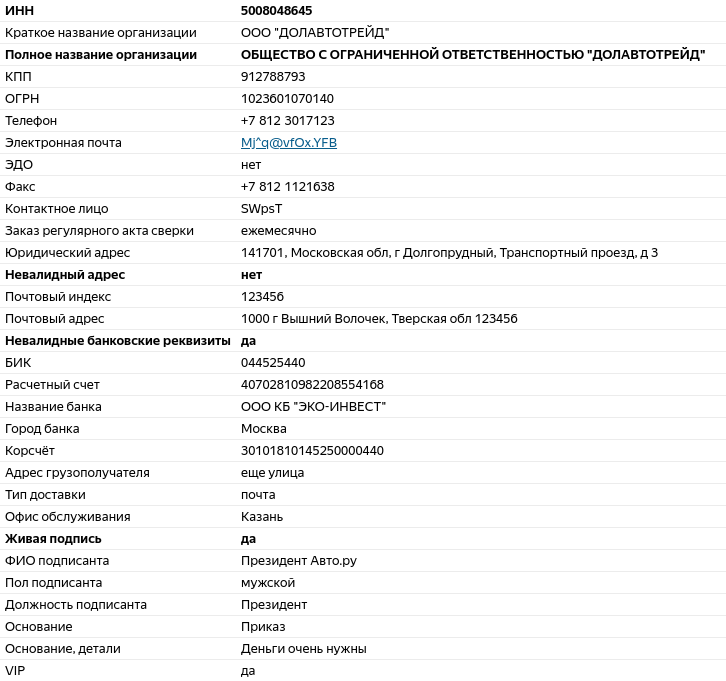 ИНН 5008048645
Краткое название организации ООО "ДОЛАВТОТРЕЙД"
Полное название организации ОБЩЕСТВО С ОГРАНИЧЕННОЙ ОТВЕТСТВЕННОСТЬЮ "ДОЛАВТОТРЕЙД"
КПП 912788793
ОГРН 1023601070140
Телефон +7 812 3017123
Электронная почта Mj^q@vfOx.YFB
ЭДО нет
Факс +7 812 1121638
Контактное лицо SWpsT
Заказ регулярного акта сверки ежемесячно
Юридический адрес 141701, Московская обл, г Долгопрудный, Транспортный проезд, д 3
Невалидный адрес нет
Почтовый индекс 123456
Почтовый адрес 1000 г Вышний Волочек, Тверская обл 123456
Невалидные банковские реквизиты да
БИК 044525440
Расчетный счет 40702810982208554168
Название банка ООО КБ "ЭКО-ИНВЕСТ"
Город банка Москва
Корсчёт 30101810145250000440
Адрес грузополучателя еще улица
Тип доставки почта
Офис обслуживания Казань
Живая подпись да
ФИО подписанта Президент Авто.ру
Пол подписанта мужской
Должность подписанта Президент
Основание Приказ
Основание, детали Деньги очень нужны
VIP да